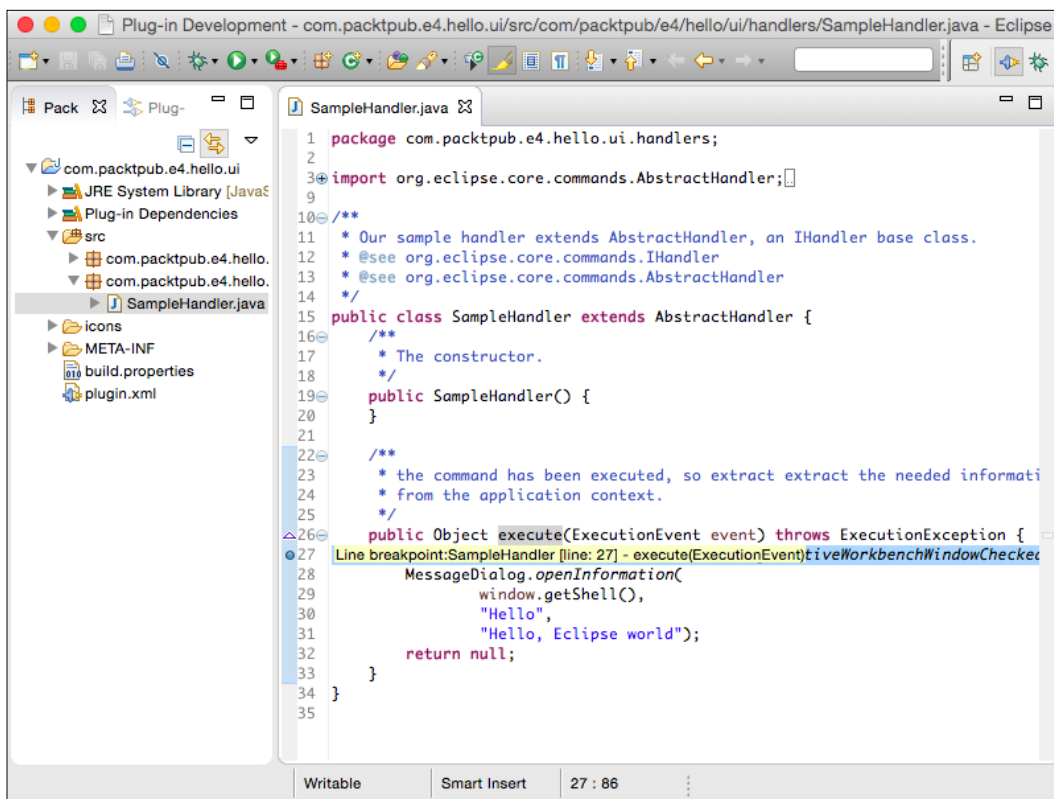 Plug-in Development - com.packtpub.e4.hello.ui/src/com/packtpub/e4/hello/ui/handlers/SampleHandler.java - Eclipse
Pack
Plug-
com.packtpub.e4.hello.ui
JRE System Library [JavaS
Plug-in Dependencies
src
com.packtpub.e4.hello.
com.packtpub.e4.hello.
SampleHandler.java
icons
META-INF
build.properties
plugin.xml
SampleHandler.java
1 package com.packtpub.e4.hello.ui.handlers;
2
3 import org.eclipse.core.commands.AbstractHandler;
9
10 /**
11 * Our sample handler extends AbstractHandler, an IHandler base class.
12 * @see org.eclipse.core.commands.IHandler
13 * @see org.eclipse.core.commands.AbstractHandler
14 */
15 public class SampleHandler extends AbstractHandler {
16 /**
17 * The constructor.
18 */
19 public SampleHandler() {
20 }
21
22 /**
23 * the command has been executed, so extract extract the needed informati
24 * from the application context.
25 */
26 public Object execute(ExecutionEvent event) throws ExecutionException {
27 Line breakpoint:SampleHandler [line: 27] - execute(ExecutionEvent) tiveWorkbenchWindowChecked
28 MessageDialog.openInformation(
29 window.getShell(),
30 "Hello",
31 "Hello, Eclipse world");
32 return null;
33 }
34 }
35
Writable
Smart Insert
27 : 86